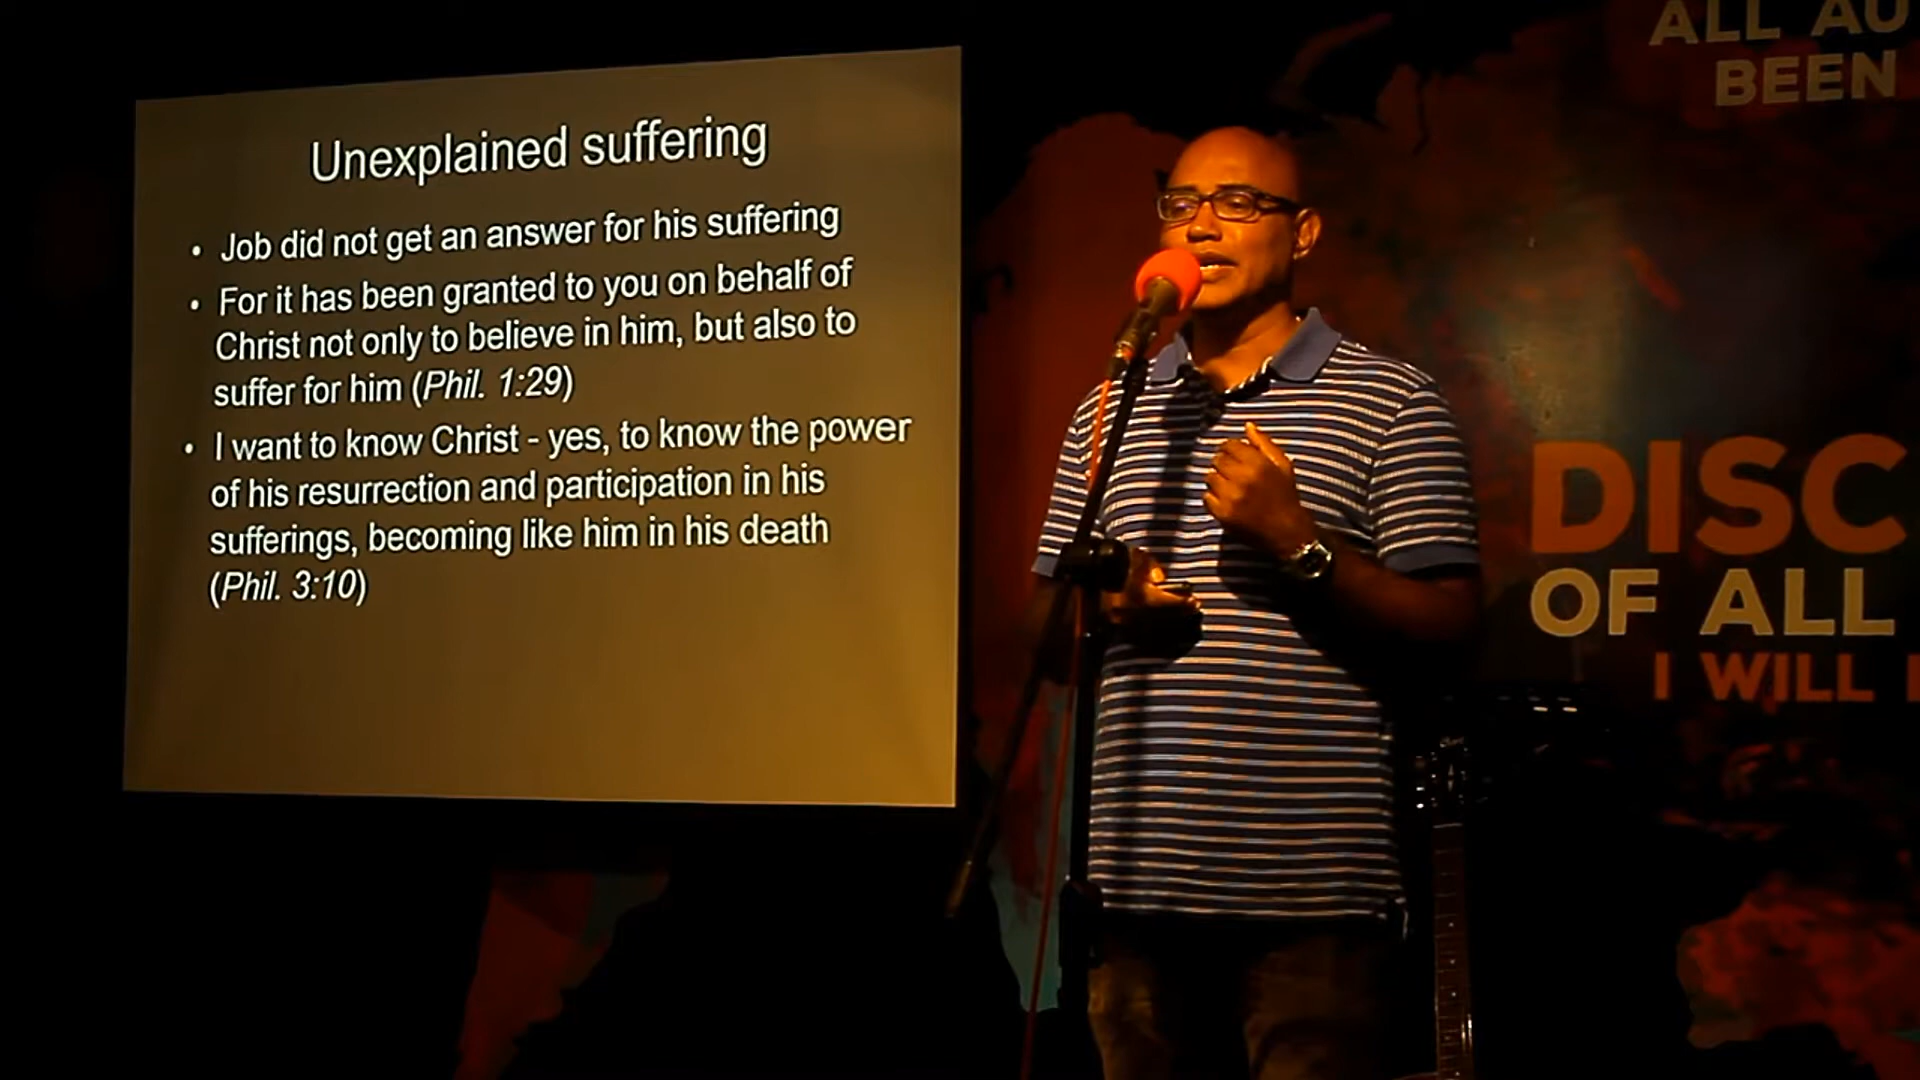 Unexplained suffering
• Job did not get an answer for his suffering
• For it has been granted to you on behalf of
Christ not only to believe in him, but also to
suffer for him (Phil. 1:29)
• I want to know Christ - yes, to know the power
of his resurrection and participation in his
sufferings, becoming like him in his death
(Phil. 3:10)
ALL AU
BEEN
DISC
OF ALL
I WILL